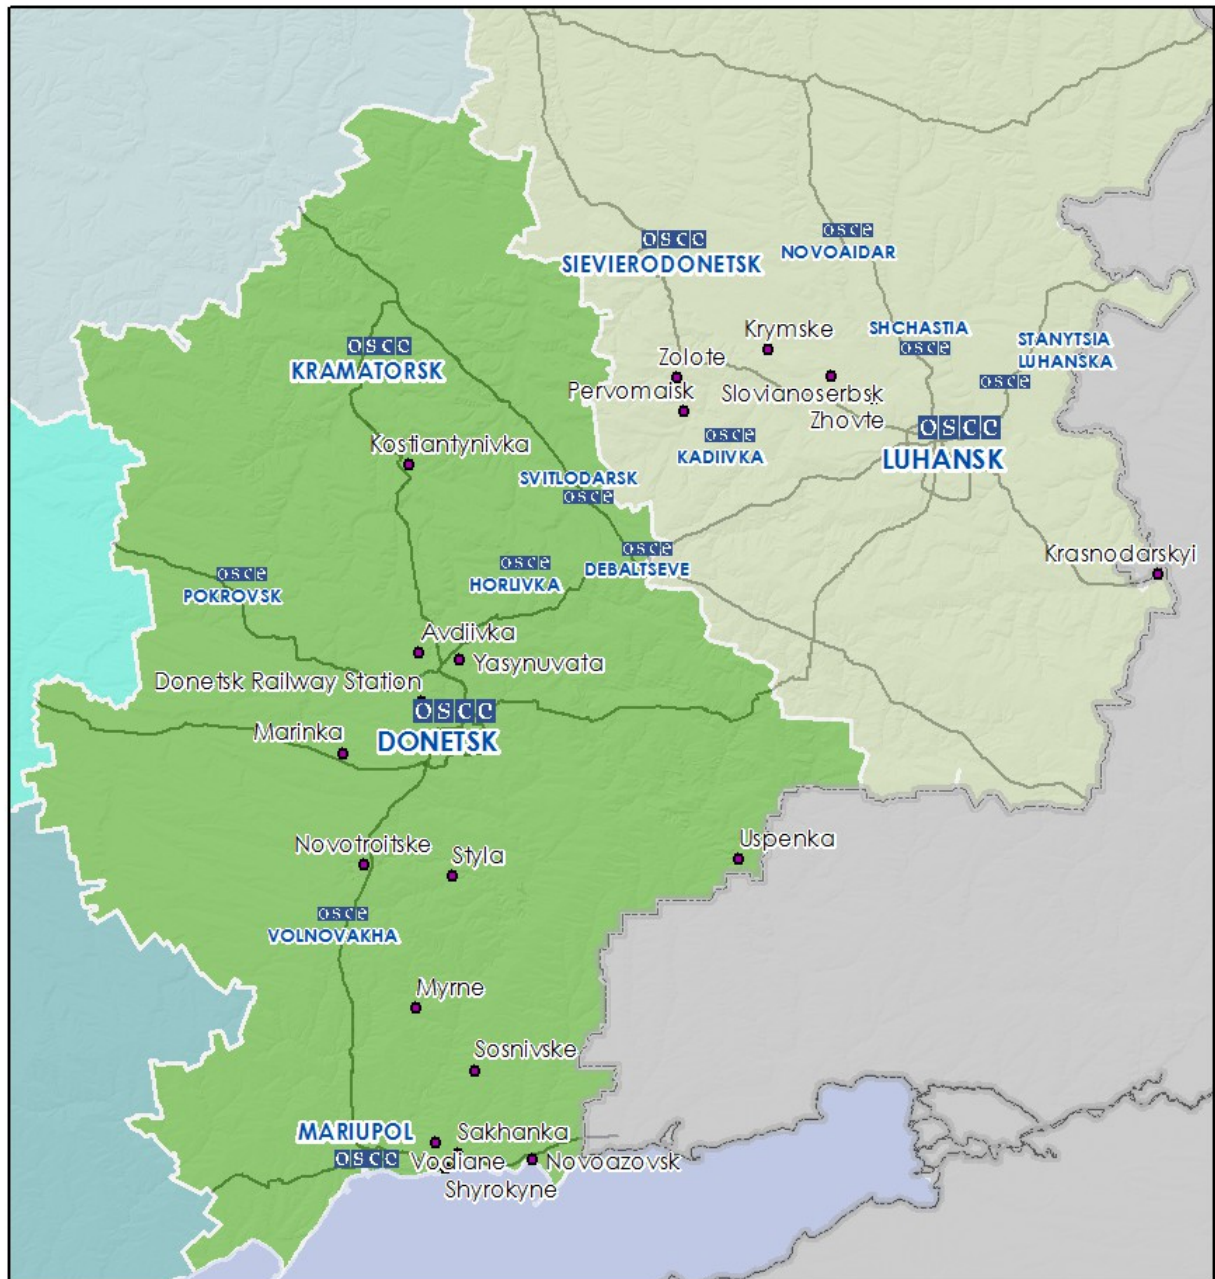 osce
NOVOAIDAR
osce
SIEVIERODONETSK
Krymske
SHCHASTIA
osce
STANYTSIA
LUHANSKA
osce
osce
KRAMATORSK
Zolote
Pervomaisk
Slovianoserbsk
Zhovte
osce
LUHANSK
osce
KADIIVKA
Kostiantynivka
SVITLODARSK
osce
osce
DEBALTSEVE
osce
HORLIVKA
Krasnodarskyi
osce
POKROVSK
Avdiivka
Yasynuvata
Donetsk Railway Station
osce
DONETSK
Marinka
Novotroitske
Styla
Uspenka
osce
VOLNOVAKHA
Myrne
Sosnivske
MARIUPOL
osce
Sakhanka
Vodiane
Novoazovsk
Shyrokyne